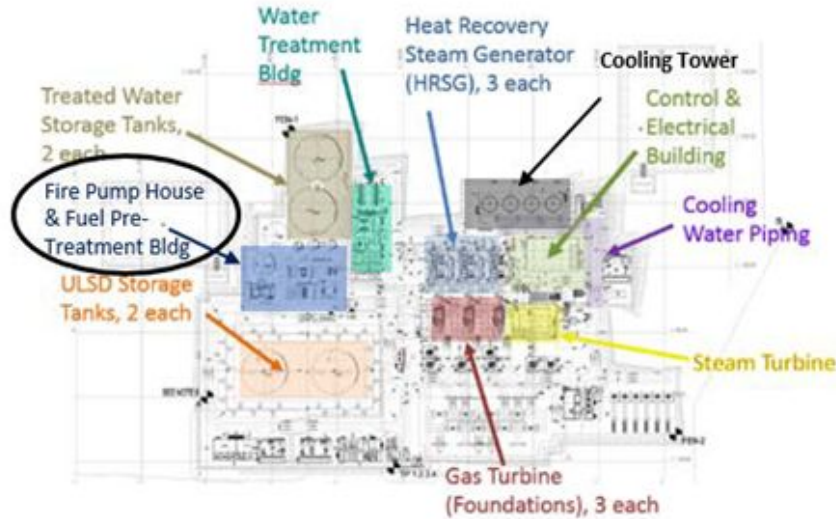 Water
Treatment
Bldg
Heat Recovery
Steam Generator
(HRSG), 3 each
Cooling Tower
Treated Water
Storage Tanks,
2 each
Control &
Electrical
Building
Fire Pump House
& Fuel Pre-
Treatment Bldg
Cooling
Water Piping
ULSD Storage
Tanks, 2 each
Steam Turbine
Gas Turbine
(Foundations), 3 each